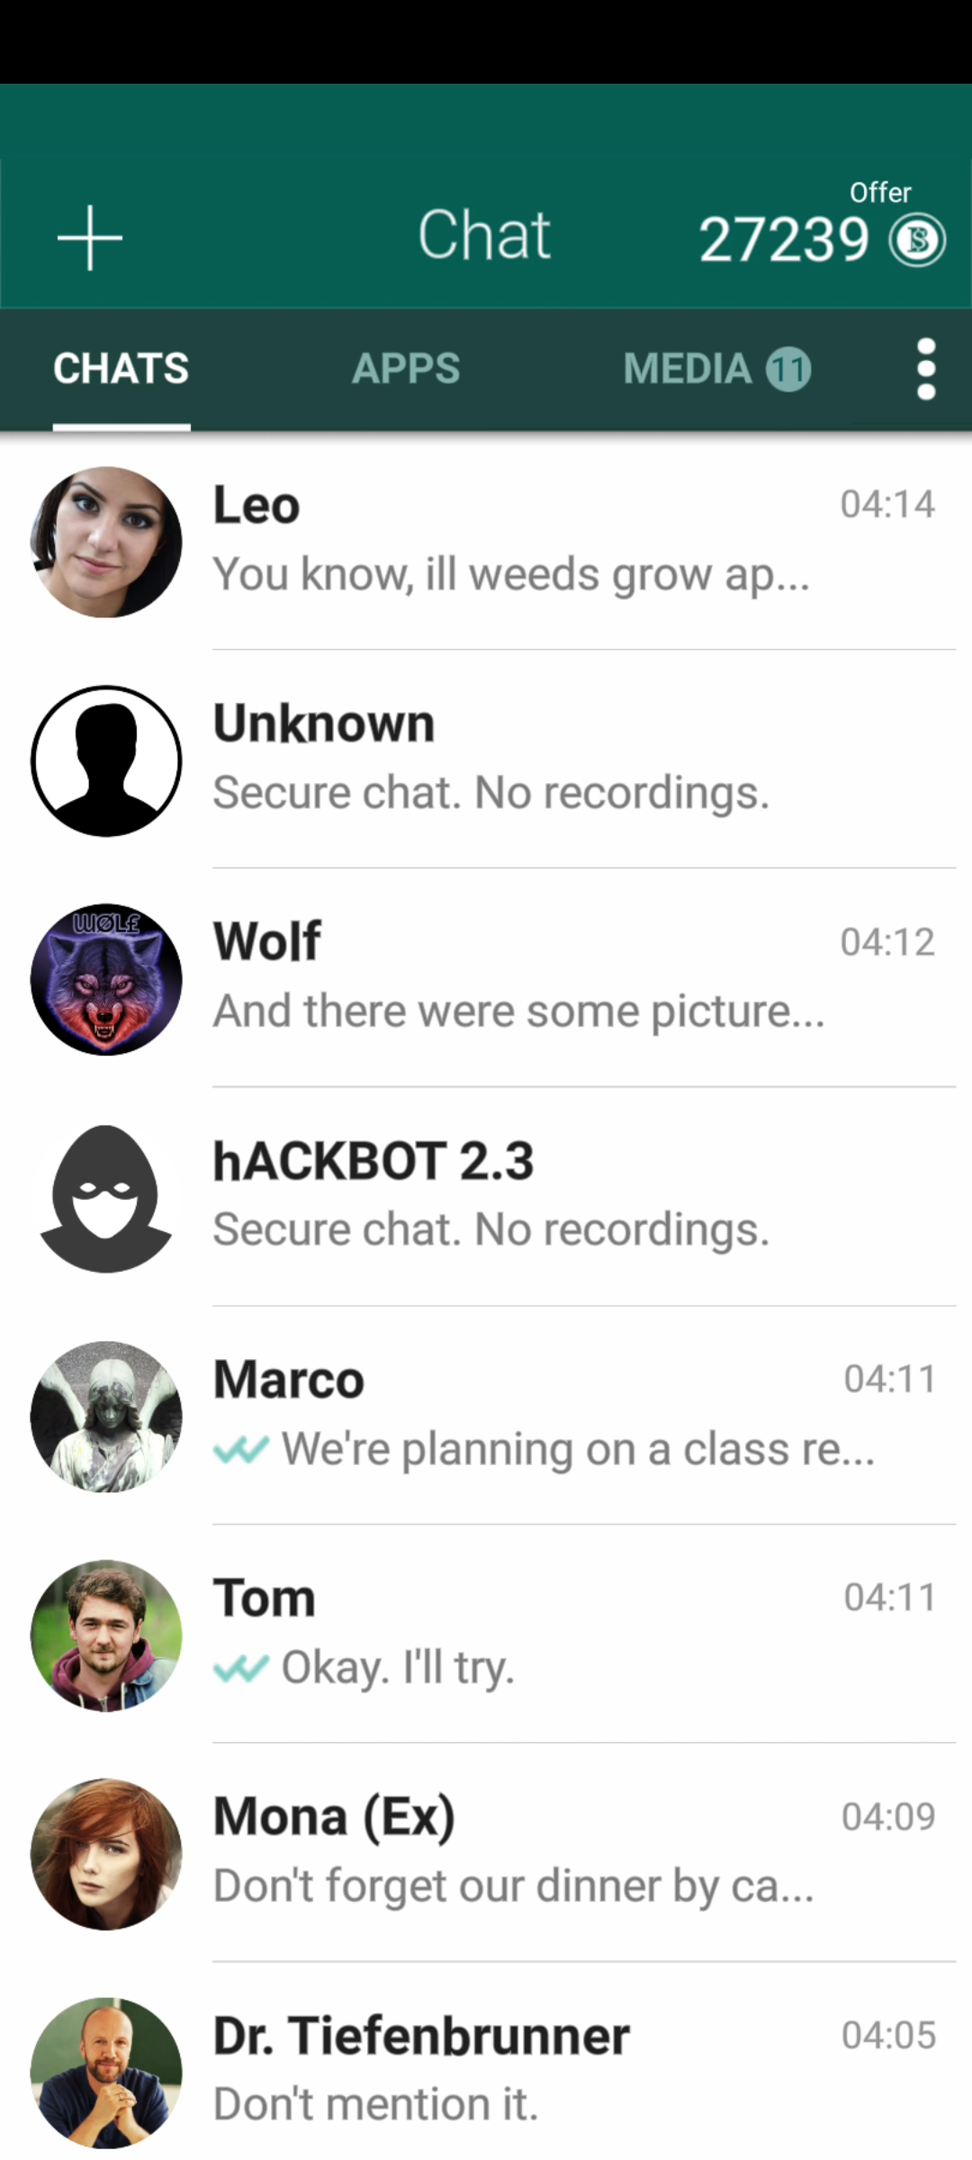 Offer
Chat
27239
CHATS
APPS
MEDIA 11
Leo
04:14
You know, ill weeds grow ap...
Unknown
Secure chat. No recordings.
WØLF
Wolf
04:12
And there were some picture...
hACKBOT 2.3
Secure chat. No recordings.
Marco
04:11
We're planning on a class re...
Tom
04:11
Okay. I'll try.
Mona (Ex)
04:09
Don't forget our dinner by ca...
Dr. Tiefenbrunner
04:05
Don't mention it.